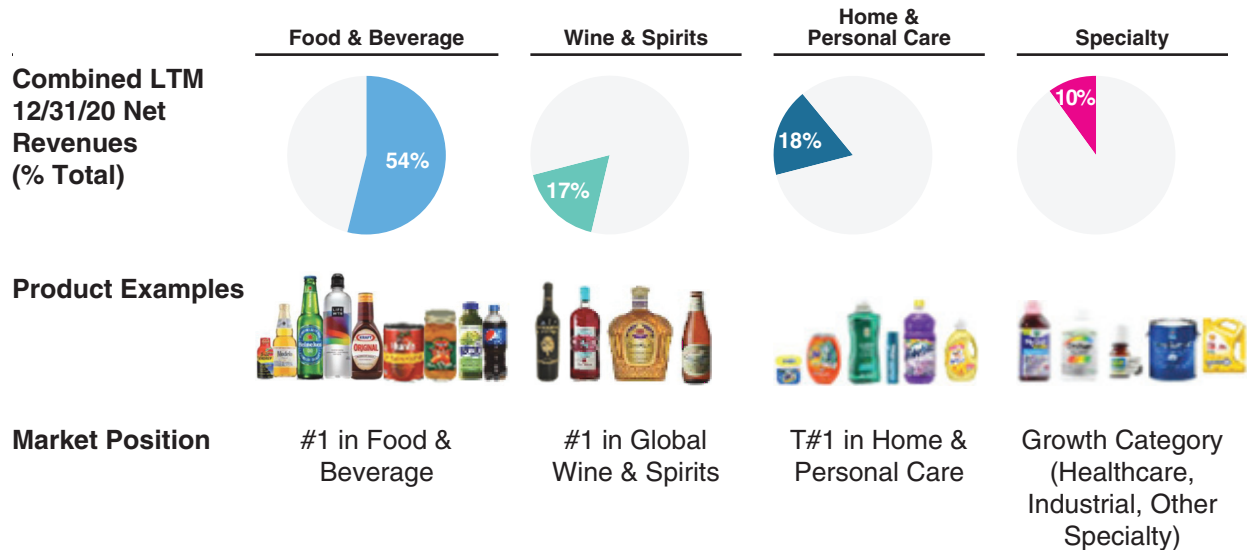 Food & Beverage
Wine & Spirits
Home &
Personal Care
Specialty
Combined LTM
12/31/20 Net
Revenues
(% Total)
54%
17%
18%
10%
Product Examples
KRAFT
ORIGINAL
Market Position
#1 in Food &
Beverage
#1 in Global
Wine & Spirits
T#1 in Home &
Personal Care
Growth Category
(Healthcare,
Industrial, Other
Specialty)